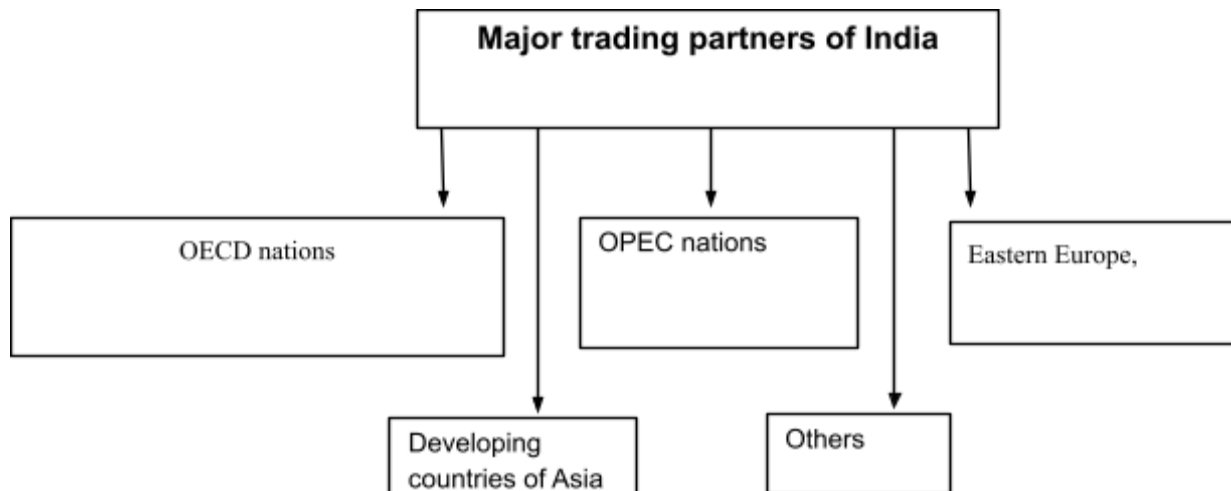 Major trading partners of India
OECD nations
OPEC nations
Eastern Europe,
Developing
countries of Asia
Others